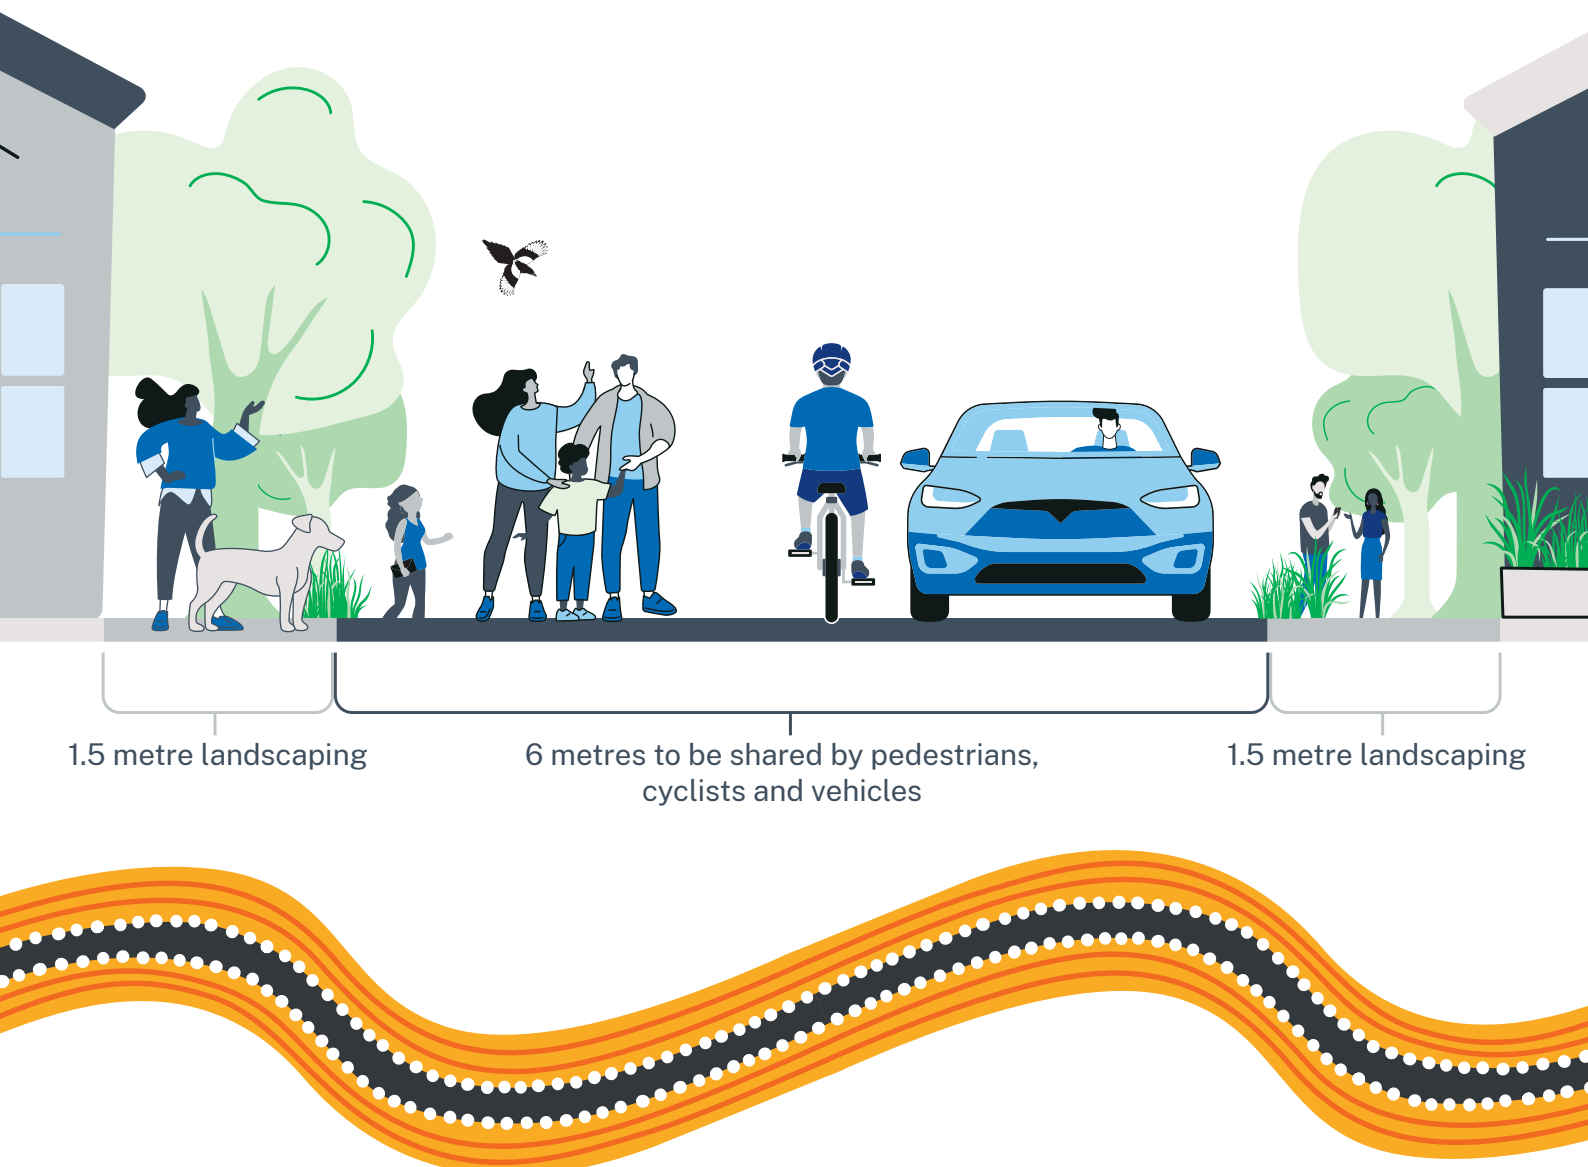 1.5 metre landscaping
6 metres to be shared by pedestrians,
cyclists and vehicles
1.5 metre landscaping